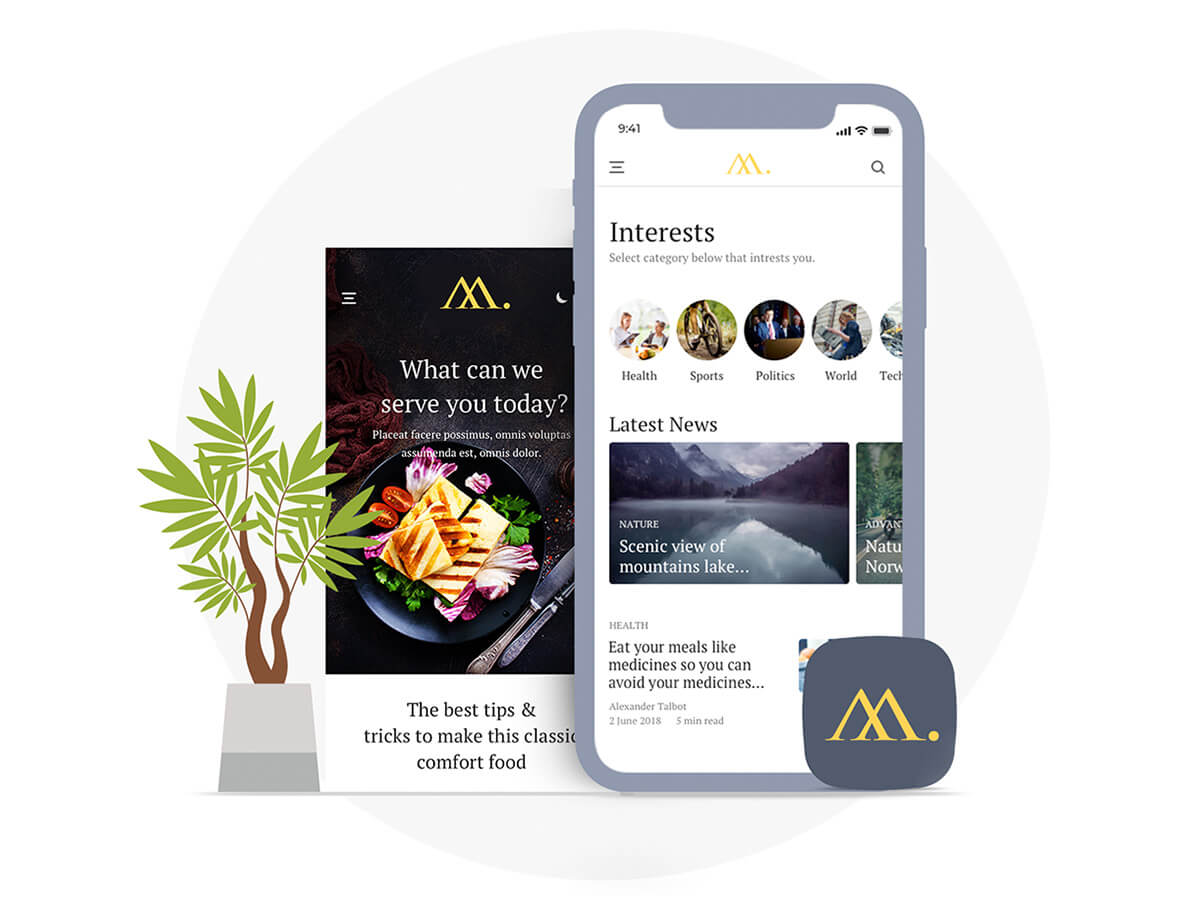 M.
What can we
serve you today?
Placeat facere possimus, omnis voluptas
assumenda est, omnis dolor.
The best tips &
tricks to make this classic
comfort food
9:41
M.
Interests
Select category below that intrests you.
Health Sports Politics World Tech
Latest News
NATURE
Scenic view of
mountains lake...
ADVAN
Natu
Norw
HEALTH
Eat your meals like
medicines so you can
avoid your medicines...
Alexander Talbot
2 June 2018 5 min read
M.